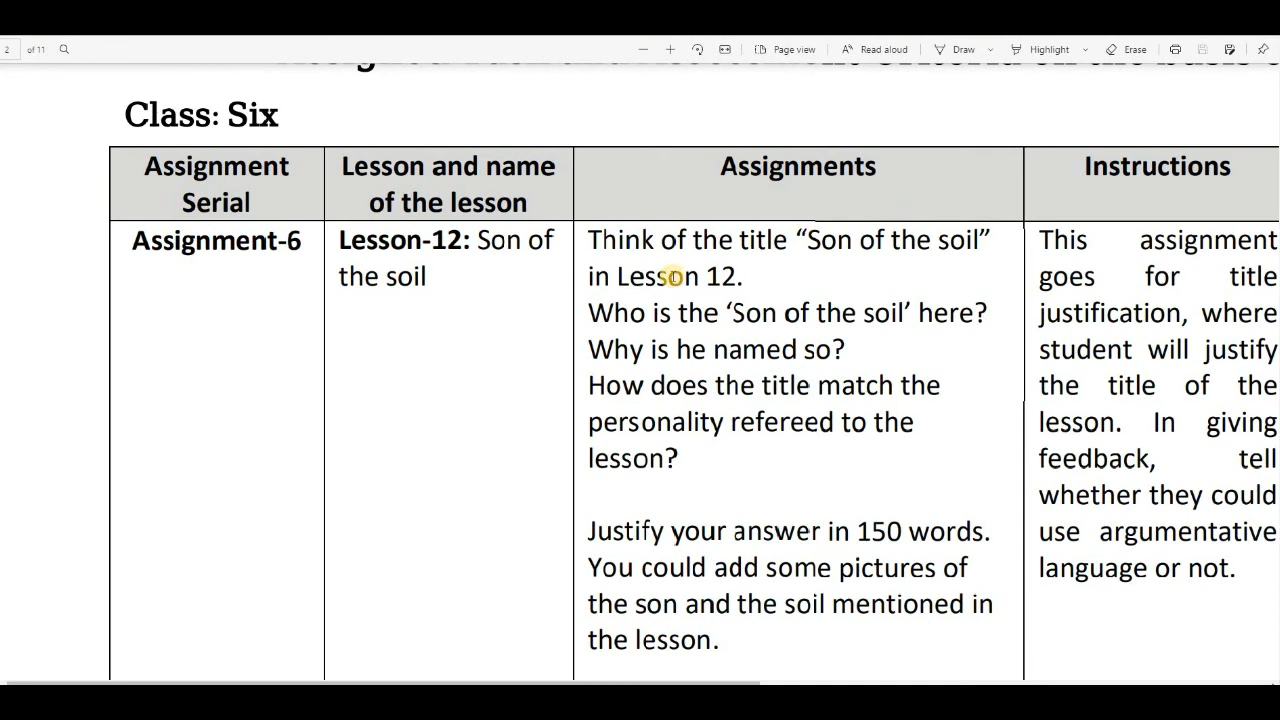 2 of 11 Page view Read aloud Draw Highlight Erase
Class: Six
Assignment Serial
Lesson and name of the lesson
Assignments
Instructions
Assignment-6
Lesson-12: Son of
the soil
Think of the title “Son of the soil”
in Lesson 12.
Who is the ‘Son of the soil’ here?
Why is he named so?
How does the title match the
personality refereed to the
lesson?
Justify your answer in 150 words.
You could add some pictures of
the son and the soil mentioned in
the lesson.
This assignment
goes for title
justification, where
student will justify
the title of the
lesson. In giving
feedback, tell
whether they could
use argumentative
language or not.